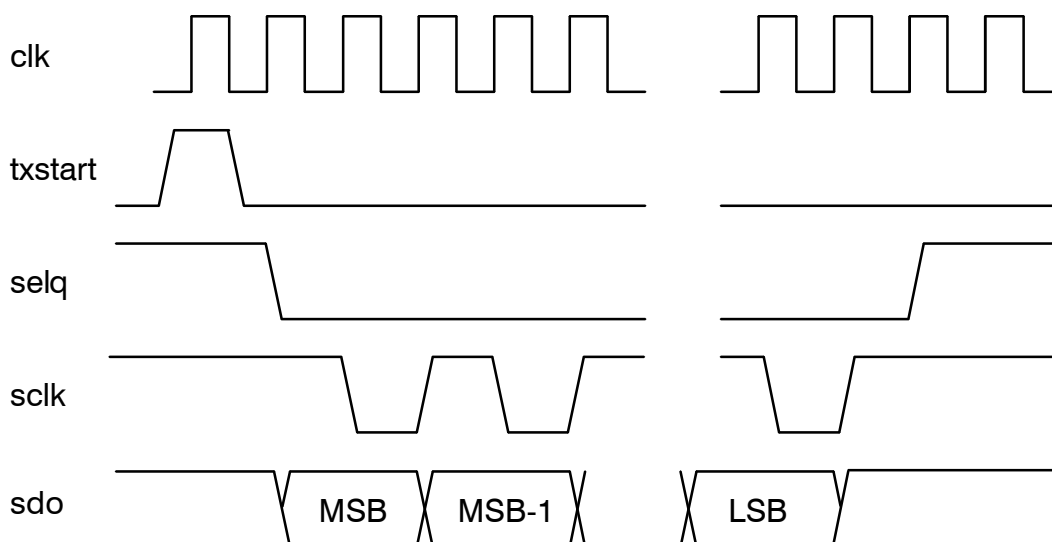 clk
txstart
selq
sclk
sdo
MSB
MSB-1
LSB